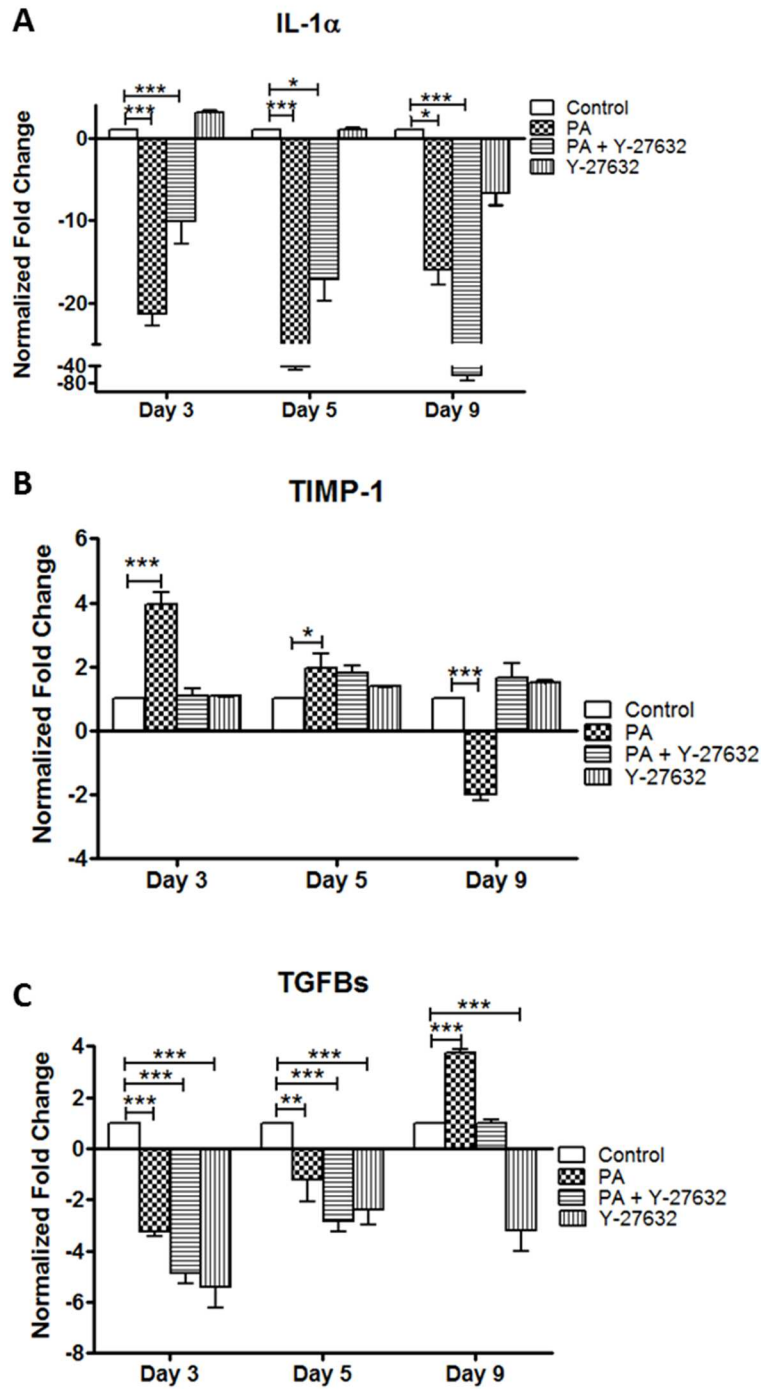 A
IL-1α
Normalized Fold Change
0
-10
-20
-40
-80
*** *** * *** *** *
Day 3 Day 5 Day 9
Control
PA
PA + Y-27632
Y-27632
B
TIMP-1
Normalized Fold Change
6
4
2
0
-2
-4
*** * ***
Day 3 Day 5 Day 9
Control
PA
PA + Y-27632
Y-27632
C
TGFBs
Normalized Fold Change
4
2
0
-2
-4
-6
-8
*** *** *** *** *** ** *** ***
Day 3 Day 5 Day 9
Control
PA
PA + Y-27632
Y-27632